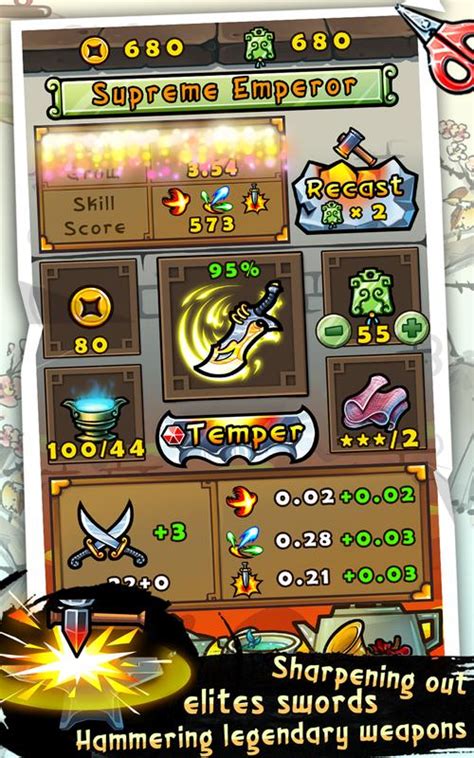 680 680
Supreme Emperor
3.54
Skill
Score
573
Recast
× 2
95%
80
55
100/44
Temper
★★★/2
+3
0.02 +0.02
0.28 +0.03
0.21 +0.03
Sharpening out
elites swords
Hammering legendary weapons